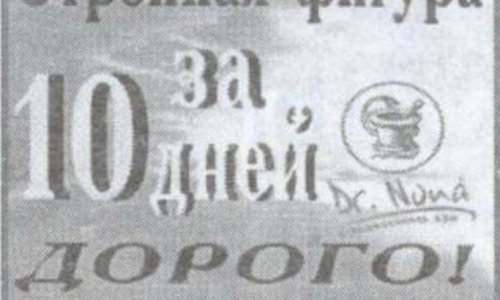 Стройная фигура
за
10 дней
Dr. Nona
ДОРОГО!